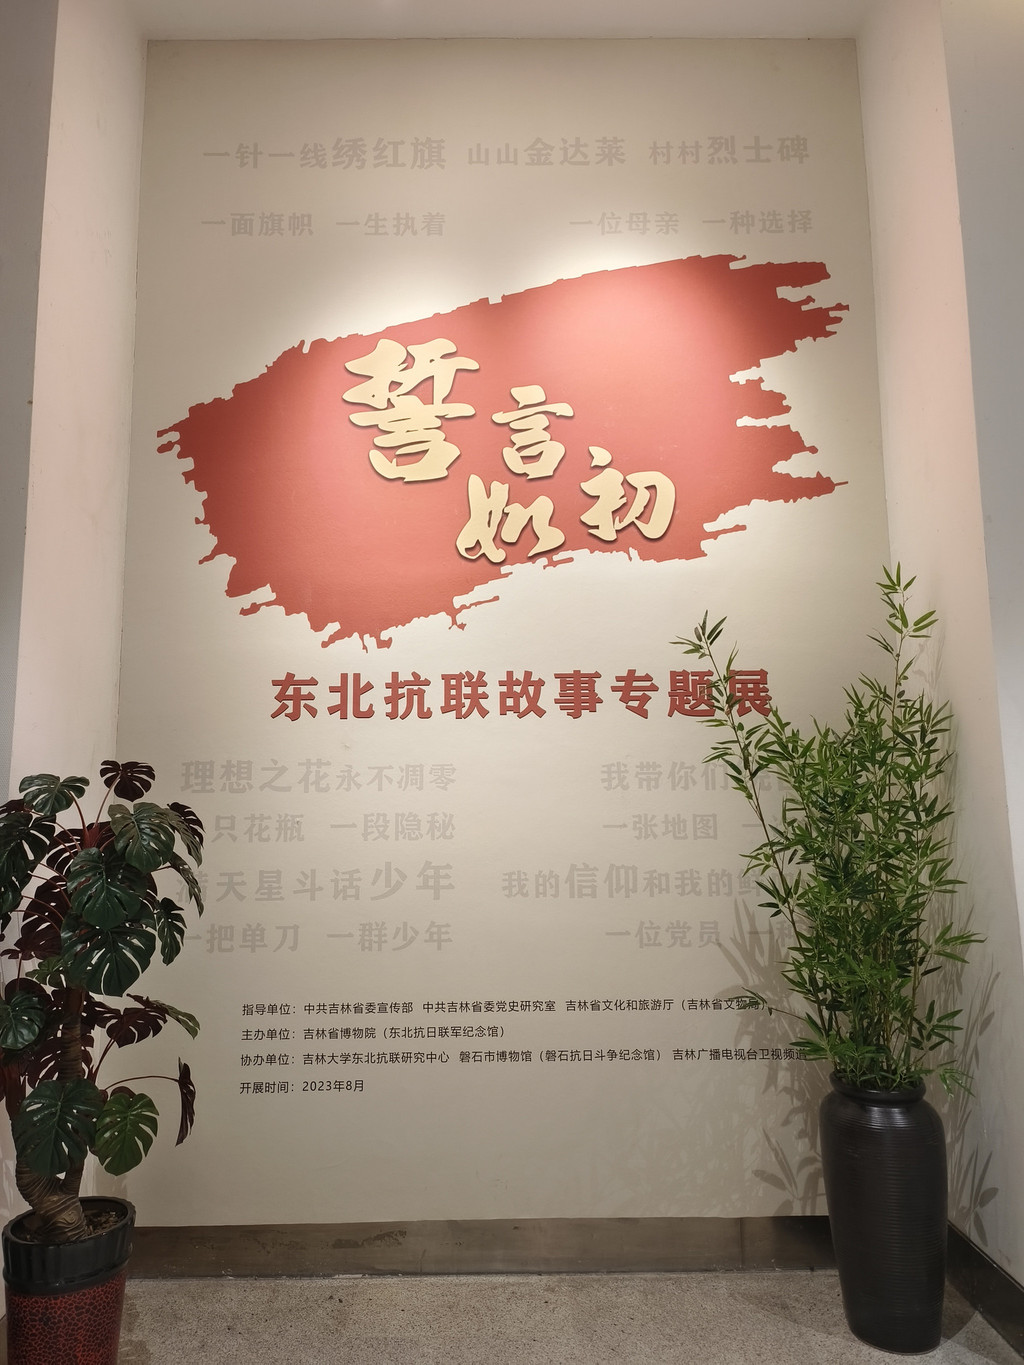 一针一线绣红旗 山山金达莱 村村烈士碑
一面旗帜 一生执着 一位母亲 一种选择
誓言
如初
东北抗联故事专题展
理想之花永不凋零 我带你们
只花瓶 一段隐秘 一张地图 一
满天星斗话少年 我的信仰和我的
一把单刀 一群少年 一位党员 一
指导单位：中共吉林省委宣传部 中共吉林省委党史研究室 吉林省文化和旅游厅（吉林省文物局）
主办单位：吉林省博物院（东北抗日联军纪念馆）
协办单位：吉林大学东北抗联研究中心 磐石市博物馆（磐石抗日斗争纪念馆） 吉林广播电视台卫视频道
开展时间：2023年8月